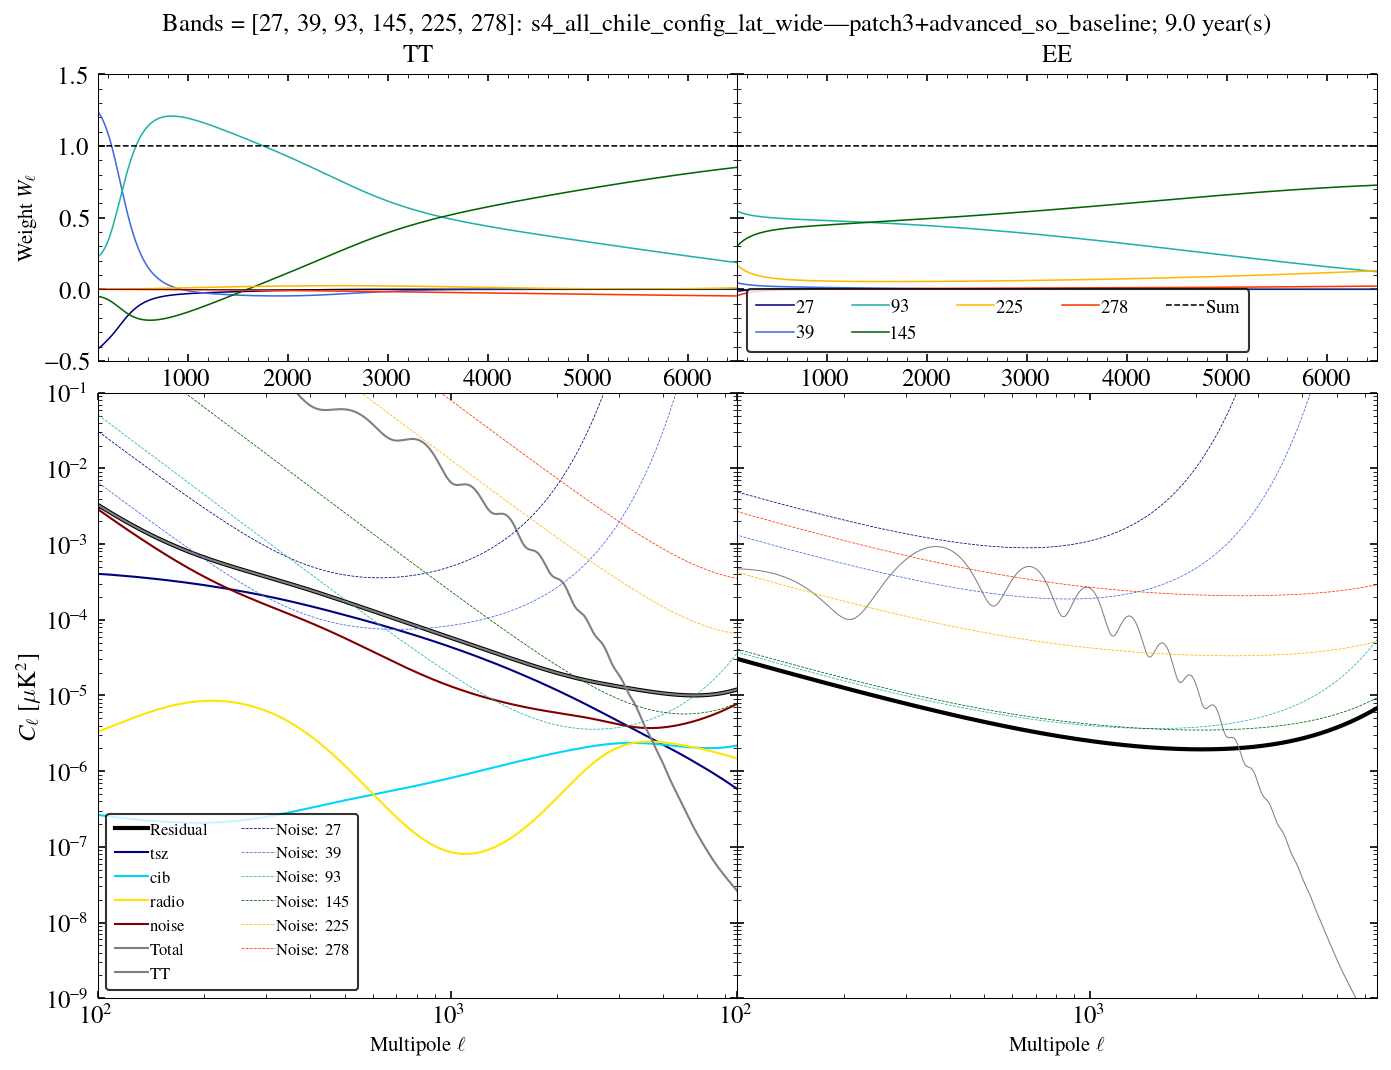 Bands = [27, 39, 93, 145, 225, 278]: s4_all_chile_config_lat_wide—patch3+advanced_so_baseline; 9.0 year(s)
TT
EE
1.5
1.0
0.5
0.0
−0.5
Weight W_ℓ
1000 2000 3000 4000 5000 6000
1000 2000 3000 4000 5000 6000
27 93 225 278 Sum
39 145
10^{-1}
10^{-2}
10^{-3}
10^{-4}
10^{-5}
10^{-6}
10^{-7}
10^{-8}
10^{-9}
C_ℓ [μK^2]
Residual Noise: 27
tsz Noise: 39
cib Noise: 93
radio Noise: 145
noise Noise: 225
Total Noise: 278
TT
10^2 10^3 10^2 10^3
Multipole ℓ
Multipole ℓ